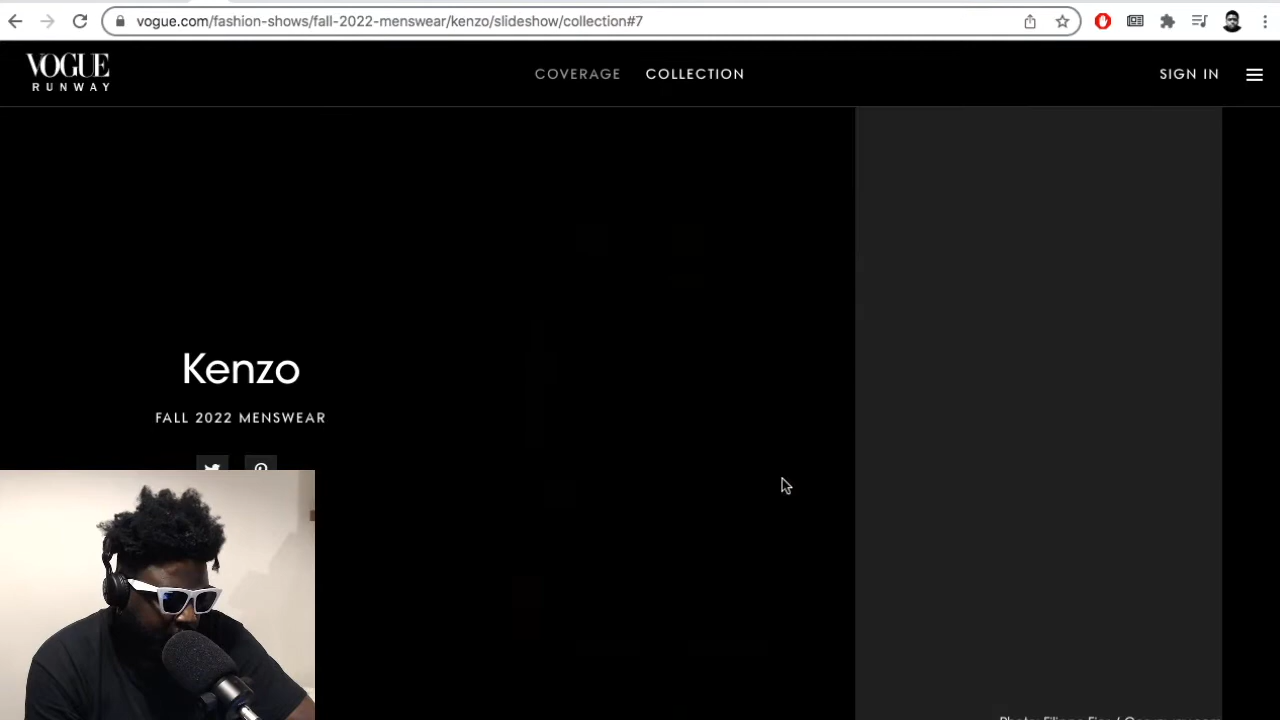 vogue.com/fashion-shows/fall-2022-menswear/kenzo/slideshow/collection#7
VOGUE
RUNWAY
COVERAGE
COLLECTION
SIGN IN
Kenzo
FALL 2022 MENSWEAR